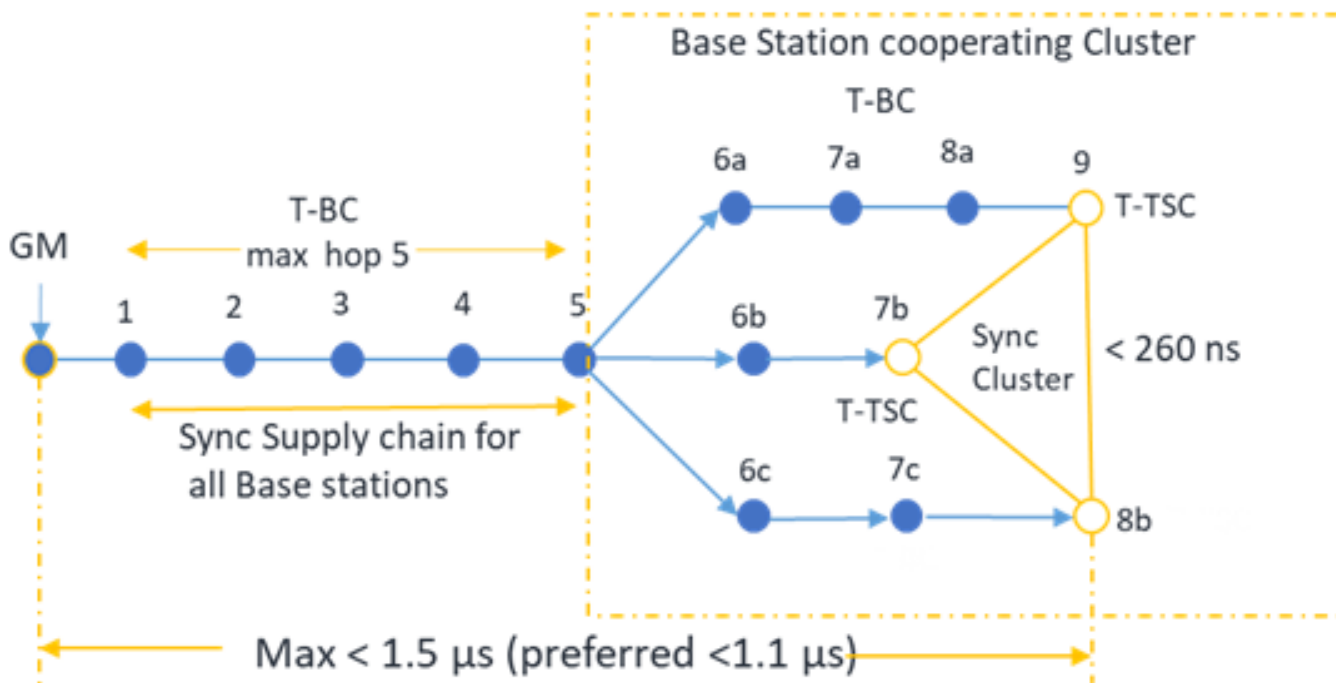 Base Station cooperating Cluster
T-BC
6a
7a
8a
9
T-TSC
T-BC
max hop 5
GM
1
2
3
4
5
6b
7b
Sync
Cluster
< 260 ns
T-TSC
Sync Supply chain for
all Base stations
6c
7c
8b
Max < 1.5 µs (preferred <1.1 µs)